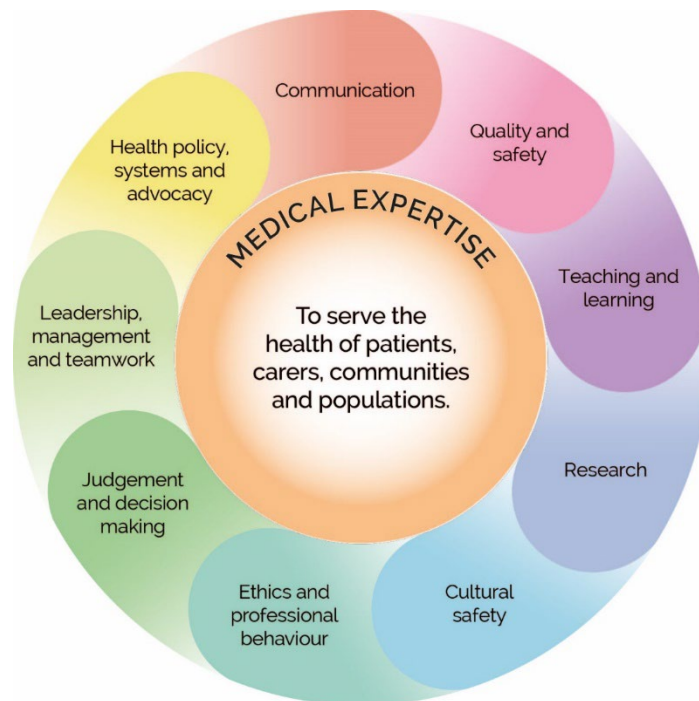 Communication
Quality and
safety
Teaching and
learning
Research
Cultural
safety
Ethics and
professional
behaviour
Judgement
and decision
making
Leadership,
management
and teamwork
Health policy,
systems and
advocacy
MEDICAL EXPERTISE
To serve the
health of patients,
carers, communities
and populations.